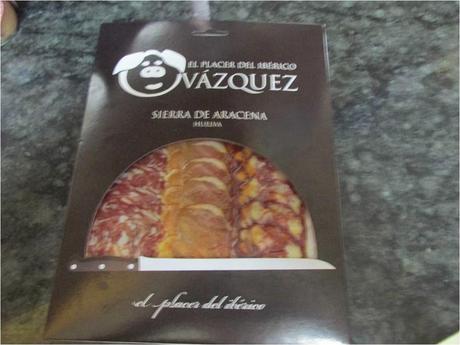 EL PLACER DEL IBÉRICO
VÁZQUEZ
SIERRA DE ARACENA
HUELVA
el placer del ibérico